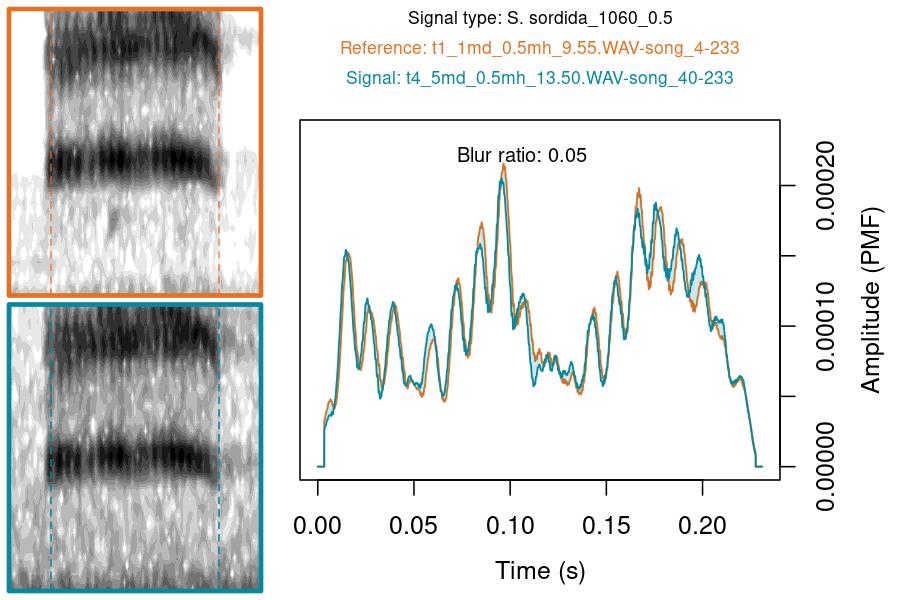 Signal type: S. sordida_1060_0.5
Reference: t1_1md_0.5mh_9.55.WAV-song_4-233
Signal: t4_5md_0.5mh_13.50.WAV-song_40-233
Blur ratio: 0.05
0.00020
0.00010
0.00000
Amplitude (PMF)
0.00 0.05 0.10 0.15 0.20
Time (s)